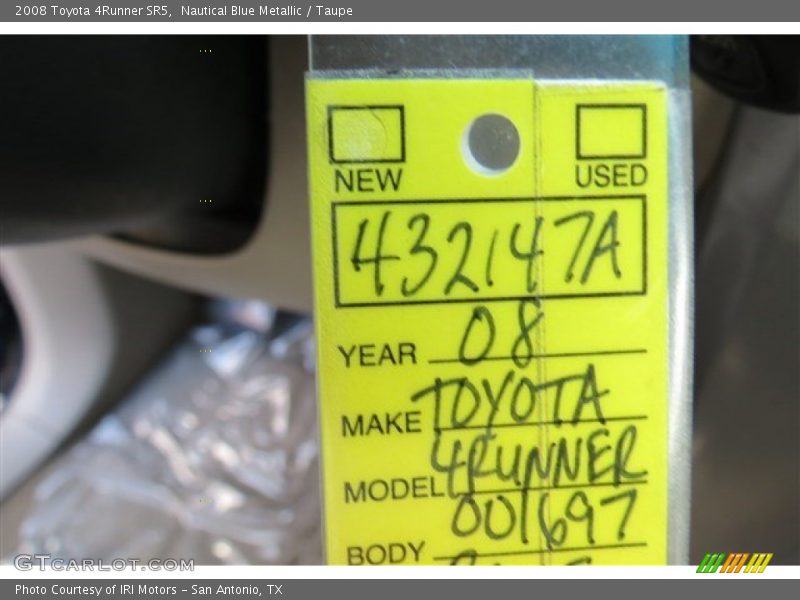 2008 Toyota 4Runner SR5, Nautical Blue Metallic / Taupe
NEW USED
432147A
YEAR 08
MAKE TOYOTA
MODEL 4RUNNER
001697
BODY
GTcarlot.com
Photo Courtesy of IRI Motors - San Antonio, TX